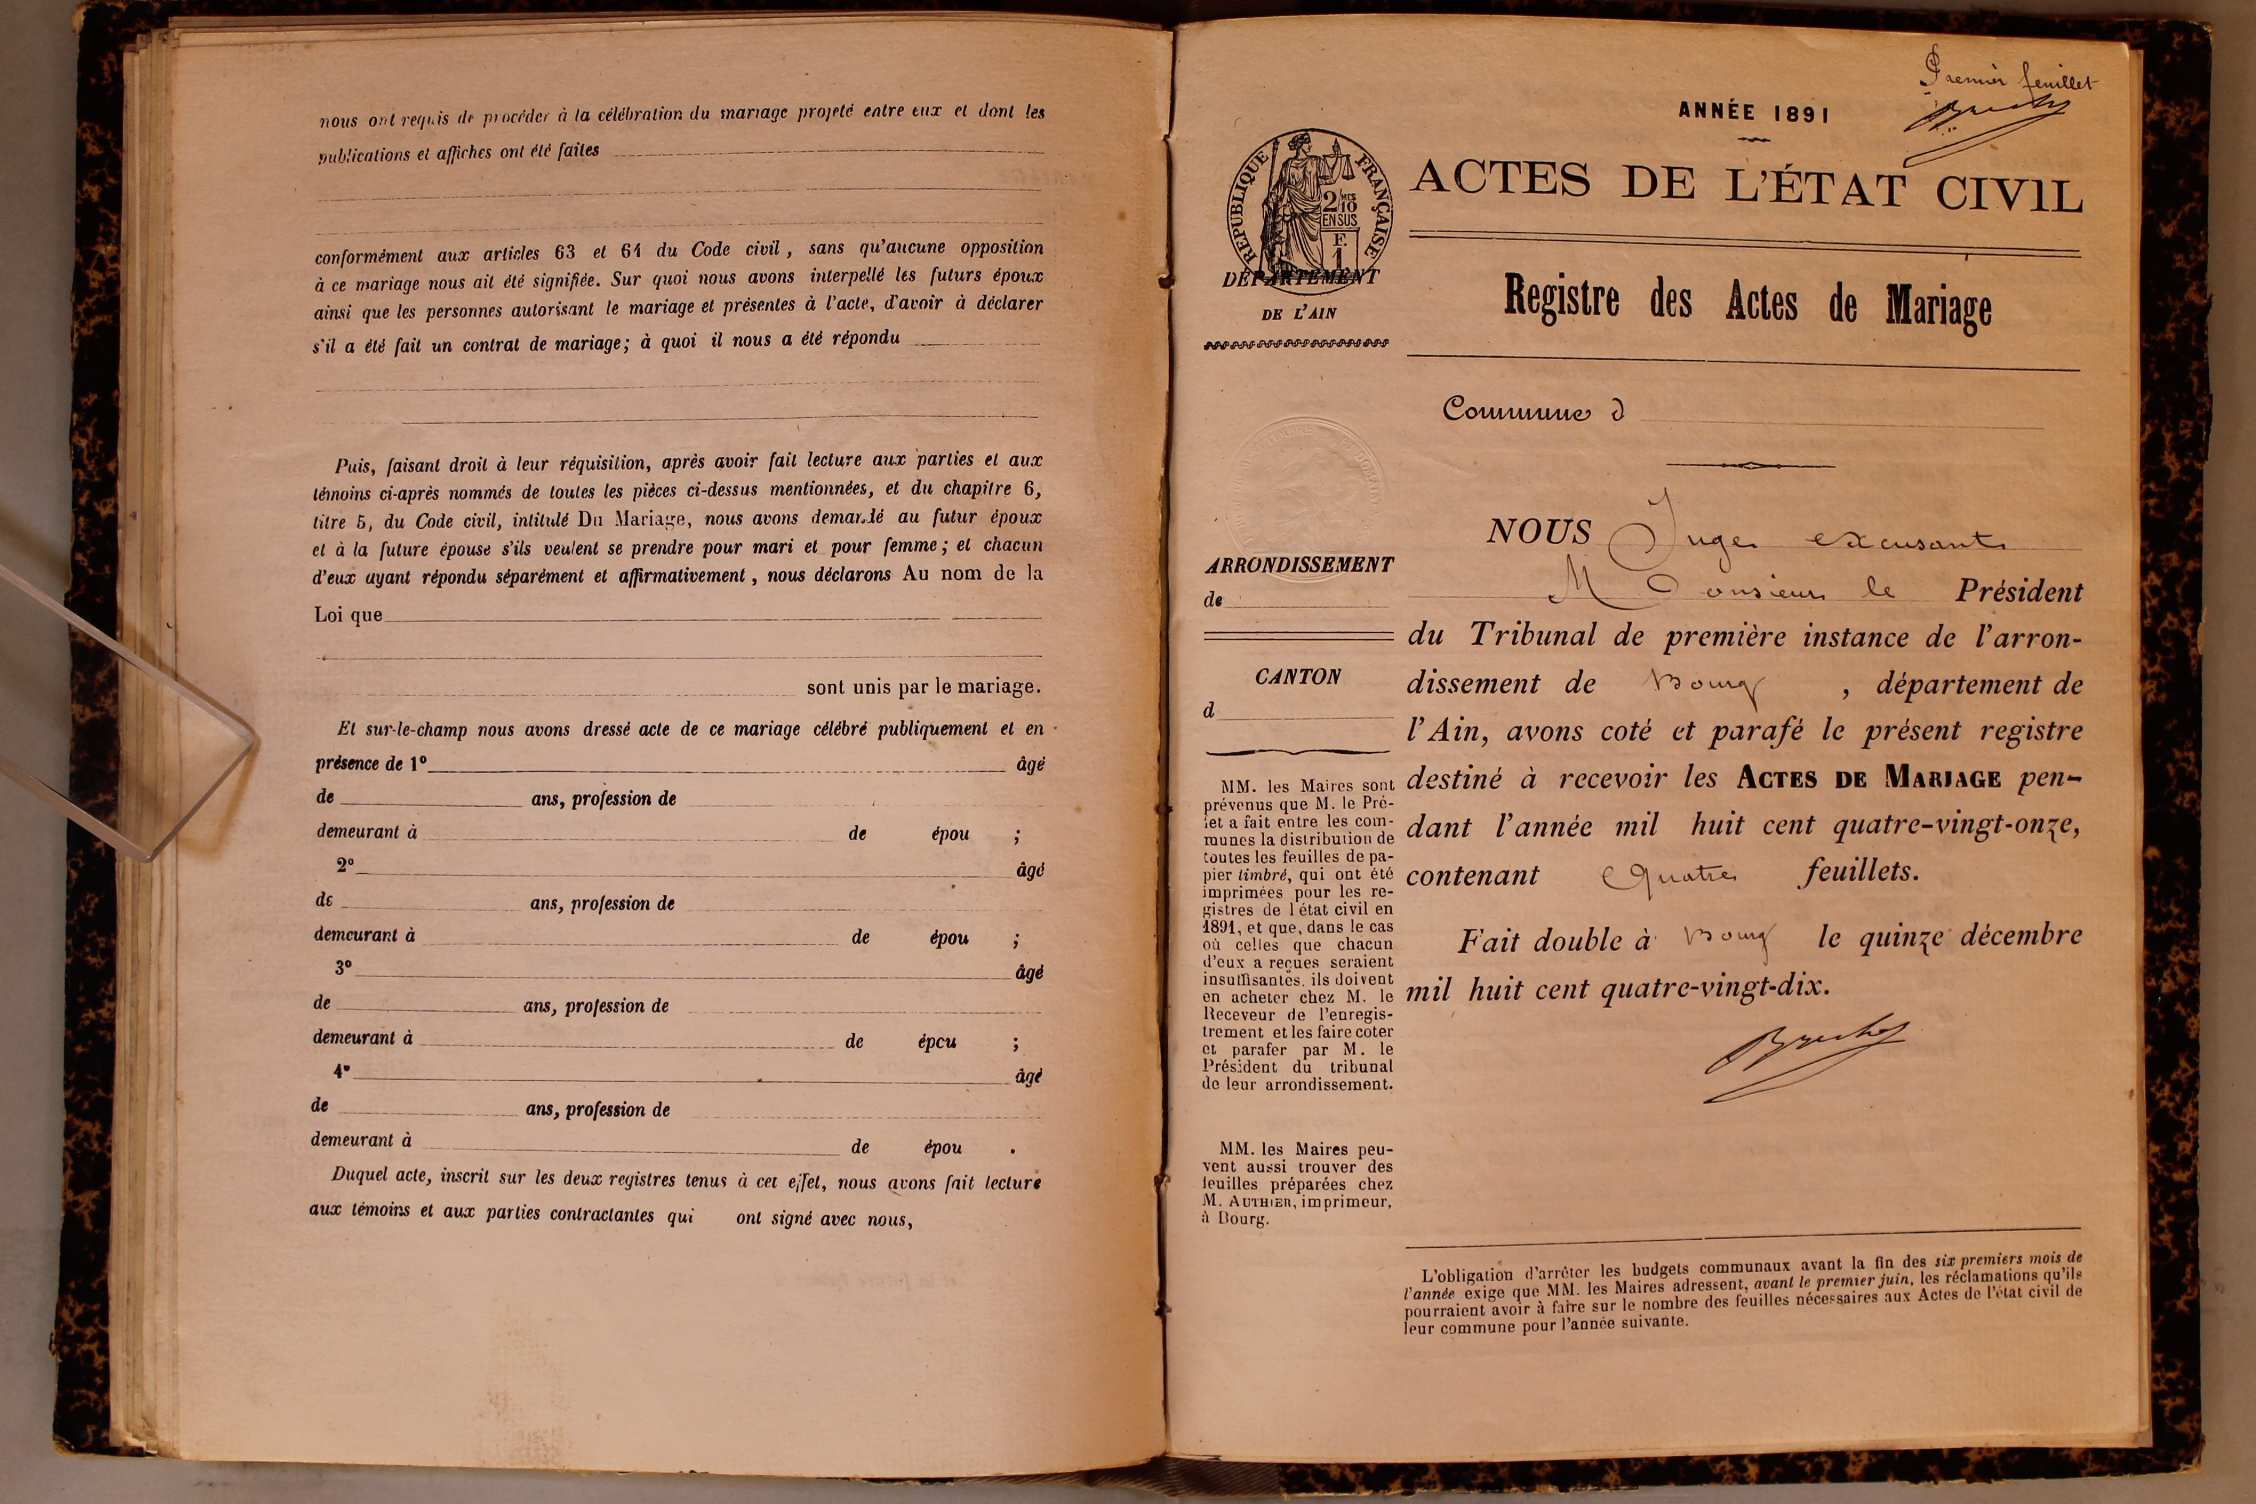 nous ont requis de procéder à la célébration du mariage projeté entre eux et dont les
publications et affiches ont été faites
conformément aux articles 63 et 64 du Code civil, sans qu'aucune opposition
à ce mariage nous ait été signifiée. Sur quoi nous avons interpellé les futurs époux
ainsi que les personnes autorisant le mariage et présentes à l'acte, d'avoir à déclarer
s'il a été fait un contrat de mariage; à quoi il nous a été répondu
Puis, faisant droit à leur réquisition, après avoir fait lecture aux parties et aux
témoins ci-après nommés de toutes les pièces ci-dessus mentionnées, et du chapitre 6,
titre 5, du Code civil, intitulé Du Mariage, nous avons demandé au futur époux
et à la future épouse s'ils veulent se prendre pour mari et pour femme; et chacun
d'eux ayant répondu séparément et affirmativement, nous déclarons Au nom de la
Loi que
sont unis par le mariage.
Et sur-le-champ nous avons dressé acte de ce mariage célébré publiquement et en
présence de 1º âgé
de ans, profession de
demeurant à de épou ;
2º âgé
de ans, profession de
demeurant à de épou ;
3º âgé
de ans, profession de
demeurant à de épou ;
4º âgé
de ans, profession de
demeurant à de épou .
Duquel acte, inscrit sur les deux registres tenus à cet effet, nous avons fait lecture
aux témoins et aux parties contractantes qui ont signé avec nous,
Premier feuillet
ANNÉE 1891
ACTES DE L'ÉTAT CIVIL
RÉPUBLIQUE FRANÇAISE
2/10 MES
EN SUS
F.
1
DÉPARTEMENT
DE L'AIN
Registre des Actes de Mariage
Commune d
ARRONDISSEMENT
de
CANTON
d
MM. les Maires sont
prévenus que M. le Pré-
fet a fait entre les com-
munes la distribution de
toutes les feuilles de pa-
pier timbré, qui ont été
imprimées pour les re-
gistres de l'état civil en
1891, et que, dans le cas
où celles que chacun
d'eux a reçues seraient
insuffisantes, ils doivent
en acheter chez M. le
Receveur de l'enregis-
trement et les faire coter
et parafer par M. le
Président du tribunal
de leur arrondissement.
MM. les Maires peu-
vent aussi trouver des
feuilles préparées chez
M. AUTHIER, imprimeur,
à Bourg.
NOUS Juge excusant
Monsieur le Président
du Tribunal de première instance de l'arron-
dissement de Bourg , département de
l'Ain, avons coté et parafé le présent registre
destiné à recevoir les ACTES DE MARIAGE pen-
dant l'année mil huit cent quatre-vingt-onze,
contenant Quatre feuillets.
Fait double à Bourg le quinze décembre
mil huit cent quatre-vingt-dix.
L'obligation d'arrêter les budgets communaux avant la fin des six premiers mois de
l'année exige que MM. les Maires adressent, avant le premier juin, les réclamations qu'ils
pourraient avoir à faire sur le nombre des feuilles nécessaires aux Actes de l'état civil de
leur commune pour l'année suivante.